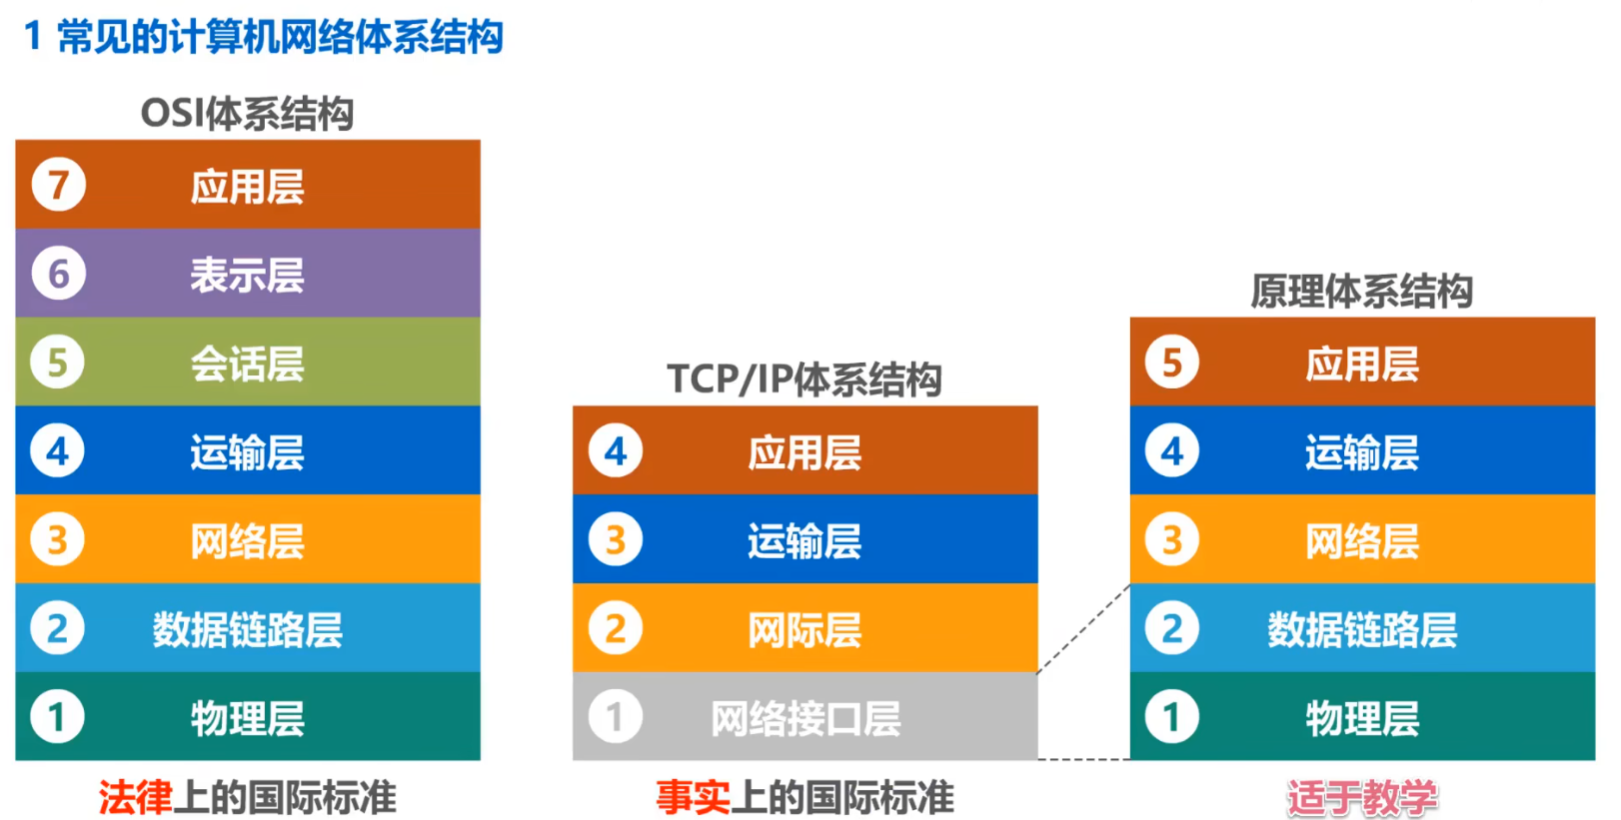 1 常见的计算机网络体系结构
OSI体系结构
7 应用层
6 表示层
5 会话层
4 运输层
3 网络层
2 数据链路层
1 物理层
法律上的国际标准
TCP/IP体系结构
4 应用层
3 运输层
2 网际层
1 网络接口层
事实上的国际标准
原理体系结构
5 应用层
4 运输层
3 网络层
2 数据链路层
1 物理层
适于教学